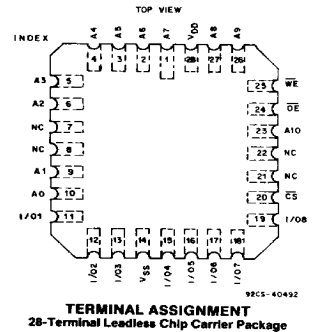 TOP VIEW
INDEX
A4 A5 A6 A7 VDD A8 A9
4 3 2 1 28 27 26
A3 5
A2 6
NC 7
NC 8
A1 9
A0 10
I/O1 11
25 WE
24 OE
23 A10
22 NC
21 NC
20 CS
19 I/O8
12 13 14 15 16 17 18
I/O2 I/O3 VSS I/O4 I/O5 I/O6 I/O7
92CS-40492
TERMINAL ASSIGNMENT
28-Terminal Leadless Chip Carrier Package